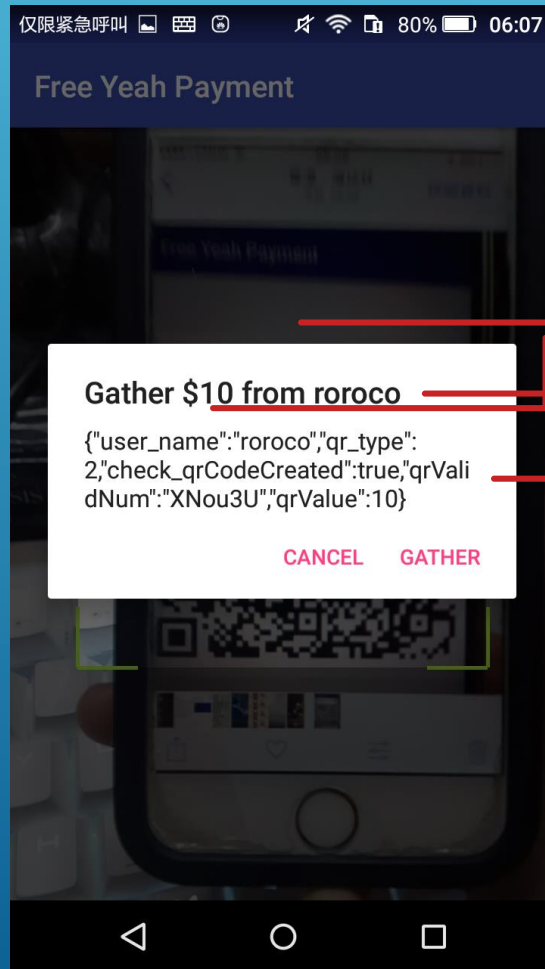 仅限紧急呼叫 80% 06:07
Free Yeah Payment
Free Yeah Payment
Gather $10 from roroco
{"user_name":"roroco","qr_type":
2,"check_qrCodeCreated":true,"qrVali
dNum":"XNou3U","qrValue":10}
CANCEL GATHER